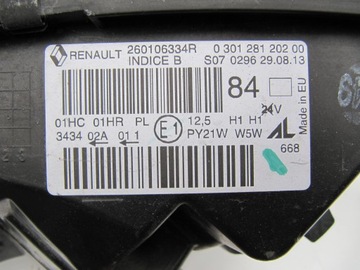 RENAULT 260106334R 0 301 281 202 00
INDICE B S07 0296 29.08.13
84
24V
Made in EU
01HC 01HR PL 12,5 H1 H1
3434 02A 01 1 E1 PY21W W5W AL
668